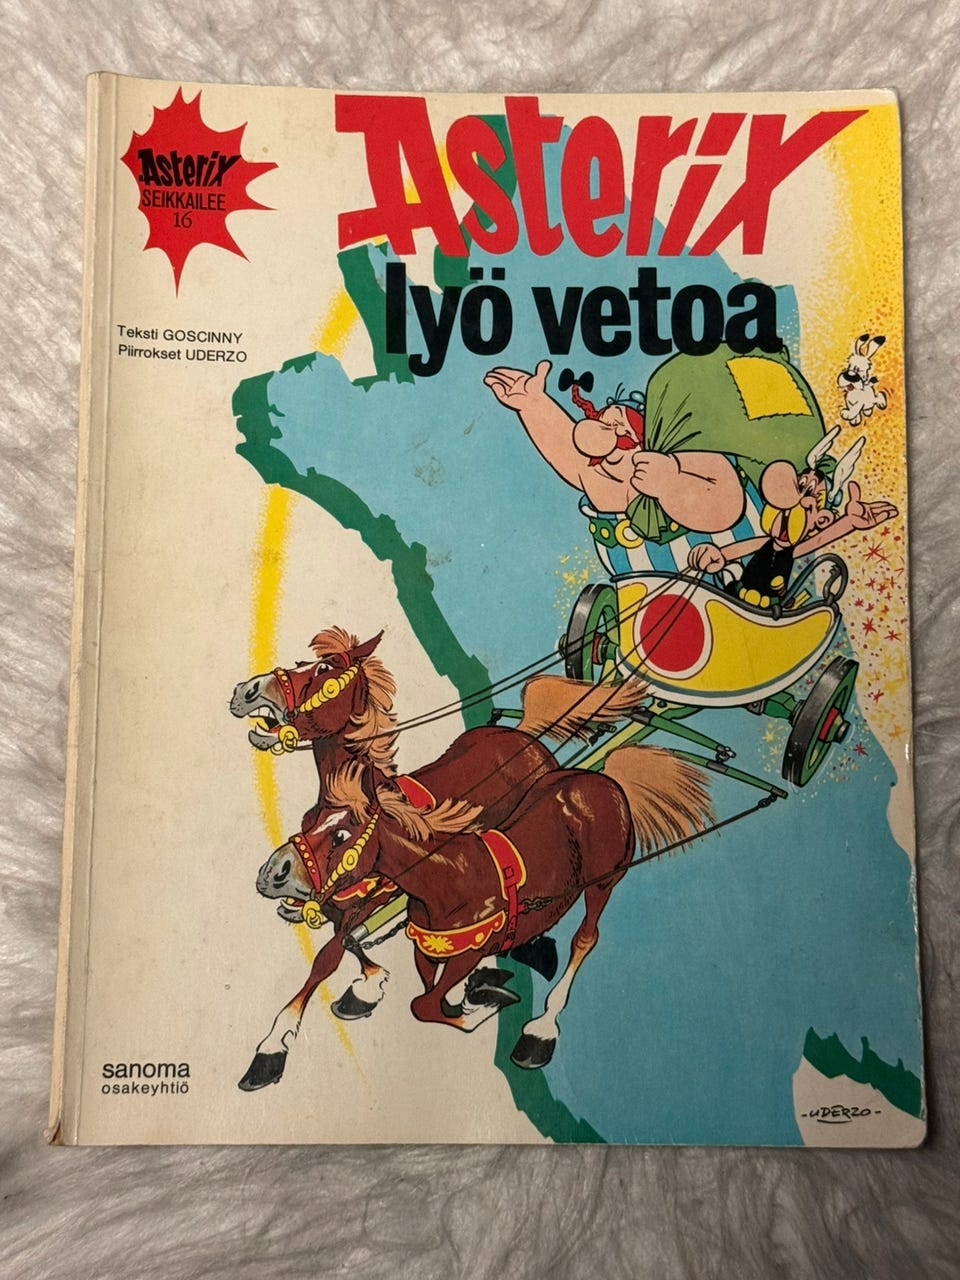 Asterix
SEIKKAILEE
16
Asterix
lyö vetoa
Teksti GOSCINNY
Piirrokset UDERZO
sanoma
osakeyhtiö
-UDERZO-